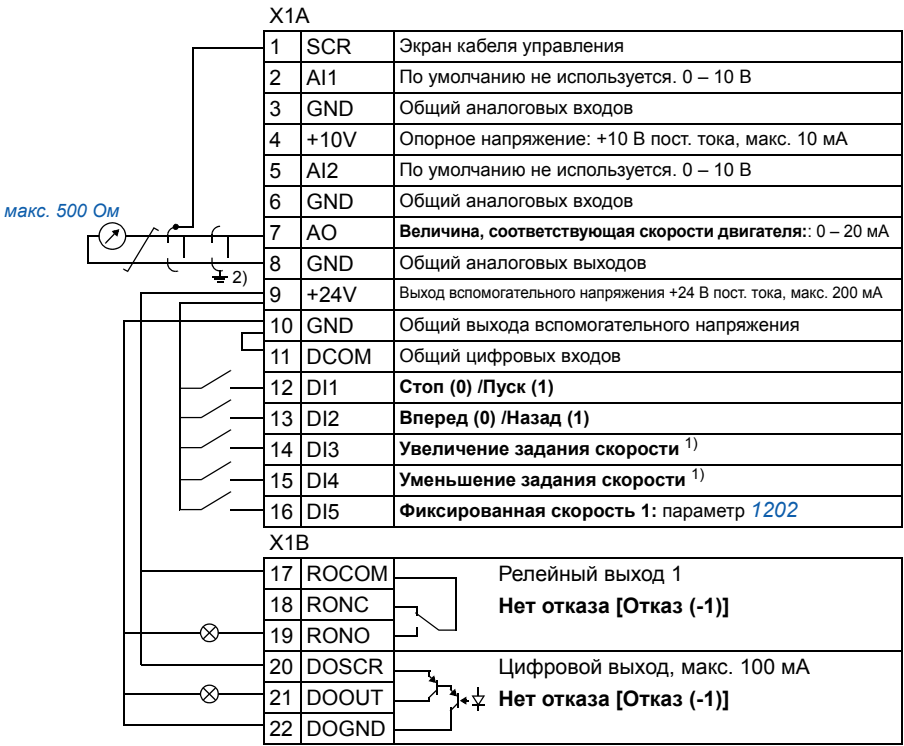 X1A
1 SCR Экран кабеля управления
2 AI1 По умолчанию не используется. 0 – 10 В
3 GND Общий аналоговых входов
4 +10V Опорное напряжение: +10 В пост. тока, макс. 10 мА
5 AI2 По умолчанию не используется. 0 – 10 В
6 GND Общий аналоговых входов
макс. 500 Ом
7 AO Величина, соответствующая скорости двигателя:: 0 – 20 мА
8 GND Общий аналоговых выходов
2)
9 +24V Выход вспомогательного напряжения +24 В пост. тока, макс. 200 мА
10 GND Общий выхода вспомогательного напряжения
11 DCOM Общий цифровых входов
12 DI1 Стоп (0) /Пуск (1)
13 DI2 Вперед (0) /Назад (1)
14 DI3 Увеличение задания скорости 1)
15 DI4 Уменьшение задания скорости 1)
16 DI5 Фиксированная скорость 1: параметр 1202
X1B
17 ROCOM Релейный выход 1
18 RONC Нет отказа [Отказ (-1)]
19 RONO
20 DOSCR Цифровой выход, макс. 100 мА
21 DOOUT Нет отказа [Отказ (-1)]
22 DOGND